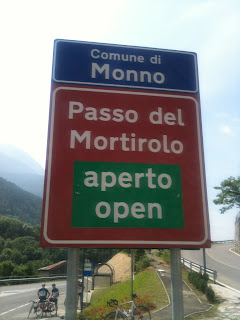 Comune di
Monno
Passo del
Mortirolo
aperto
open